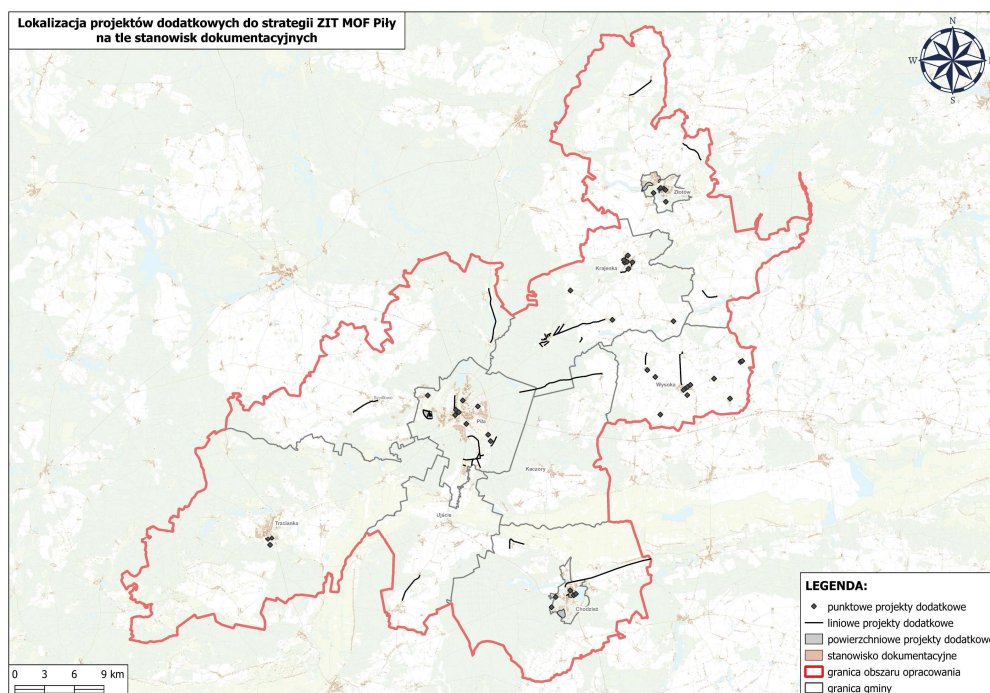 Lokalizacja projektów dodatkowych do strategii ZIT MOF Piły
na tle stanowisk dokumentacyjnych
N
W
S
Złotów
Krajenka
Wysoka
Szydłowo
Piła
Kaczory
Ujście
Trzcianka
Chodzież
LEGENDA:
punktowe projekty dodatkowe
liniowe projekty dodatkowe
powierzchniowe projekty dodatkowe
stanowisko dokumentacyjne
granica obszaru opracowania
granica gminy
0 3 6 9 km